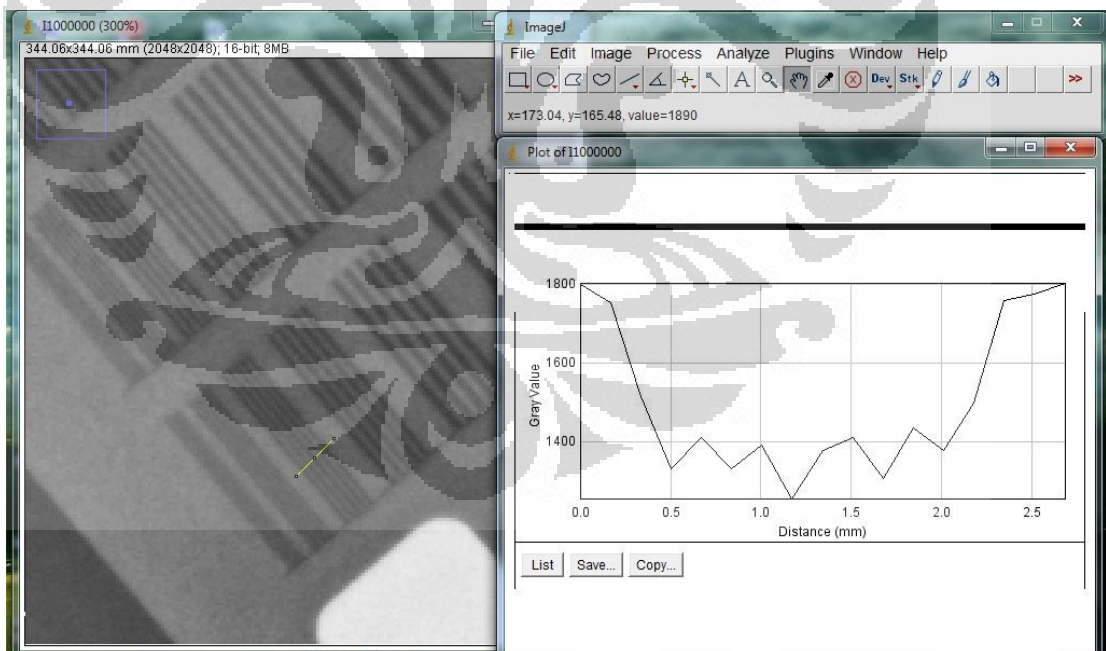 I1000000 (300%)
344.06x344.06 mm (2048x2048); 16-bit; 8MB
ImageJ
File Edit Image Process Analyze Plugins Window Help
A Dev Stk >>
x=173.04, y=165.48, value=1890
Plot of I1000000
1800
1600
1400
Gray Value
0.0 0.5 1.0 1.5 2.0 2.5
Distance (mm)
List Save... Copy...